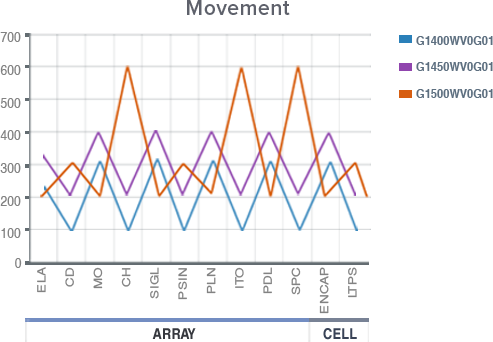 Movement
700
600
500
400
300
200
100
0
G1400WV0G01
G1450WV0G01
G1500WV0G01
ELA
CD
MO
CH
SIGL
PSIN
PLN
ITO
PDL
SPC
ENCAP
LTPS
ARRAY
CELL